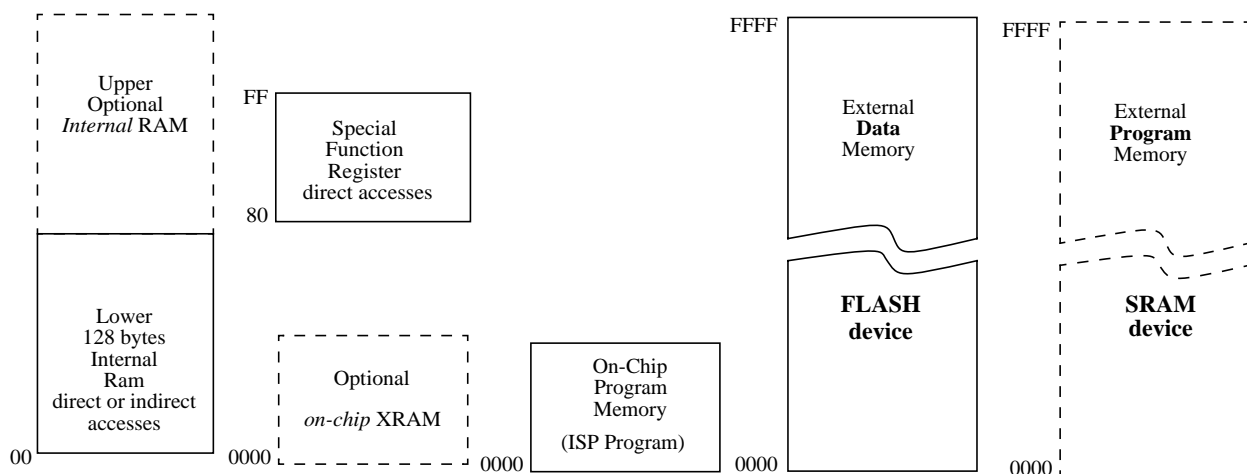 Upper
Optional
Internal RAM
Lower
128 bytes
Internal
Ram
direct or indirect
accesses
00
FF
Special
Function
Register
direct accesses
80
Optional
on-chip XRAM
0000
On-Chip
Program
Memory
(ISP Program)
0000
FFFF
External
Data
Memory
FLASH
device
0000
FFFF
External
Program
Memory
SRAM
device
0000